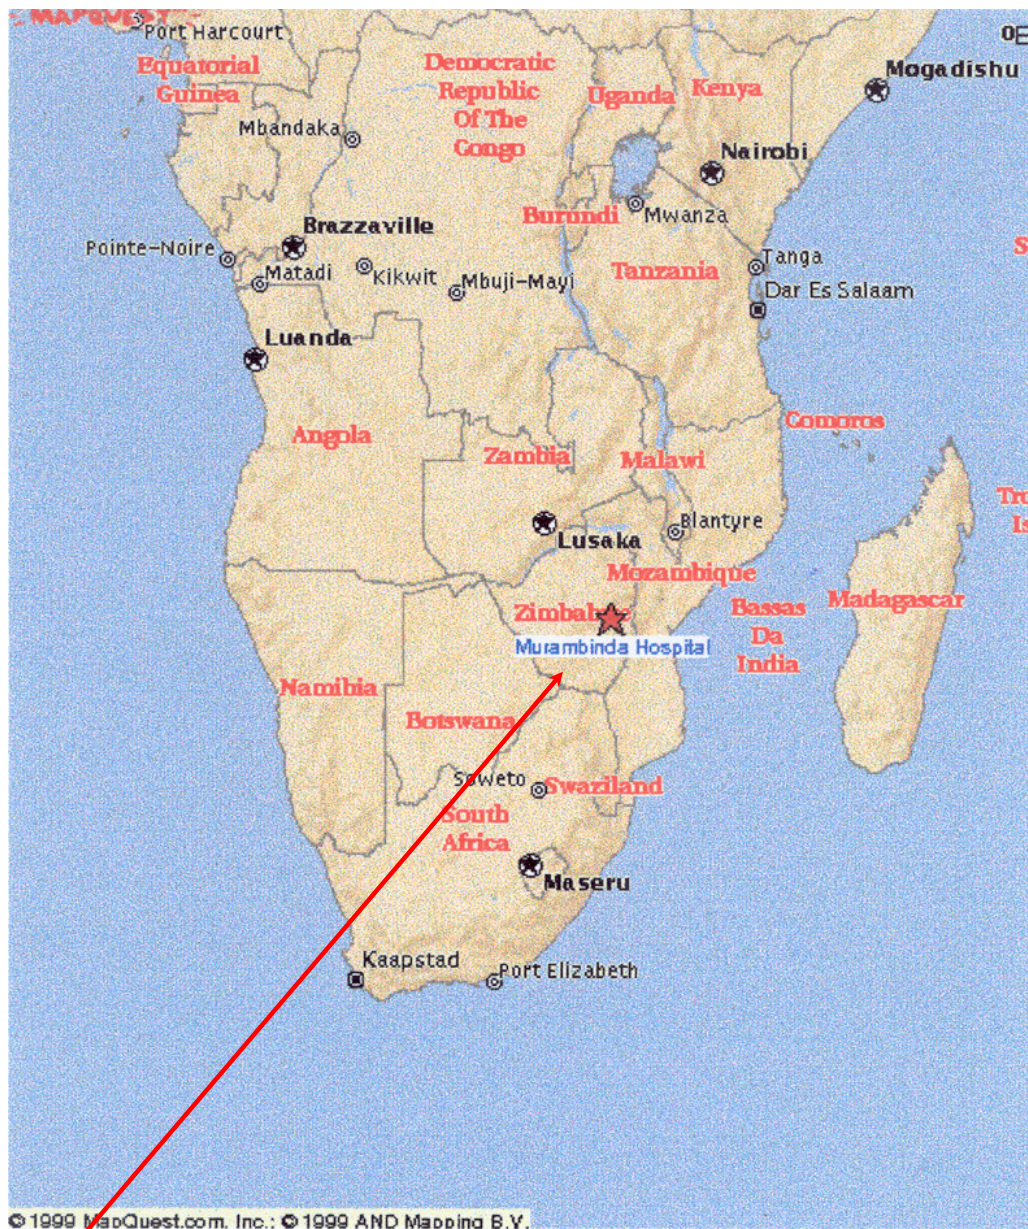 MAPQUEST
Port Harcourt
Equatorial
Guinea
Democratic
Republic
Of The
Congo
Uganda
Kenya
Mogadishu
Mbandaka
Nairobi
Burundi
Mwanza
Brazzaville
Pointe-Noire
Matadi
Kikwit
Mbuji-Mayi
Tanzania
Tanga
Dar Es Salaam
Luanda
Angola
Zambia
Malawi
Comoros
Lusaka
Blantyre
Mozambique
Zimbabwe
Murambinda Hospital
Bassas
Da
India
Madagascar
Namibia
Botswana
Soweto
Swaziland
South
Africa
Maseru
Kaapstad
Port Elizabeth
© 1999 MapQuest.com, Inc.; © 1999 AND Mapping B.V.